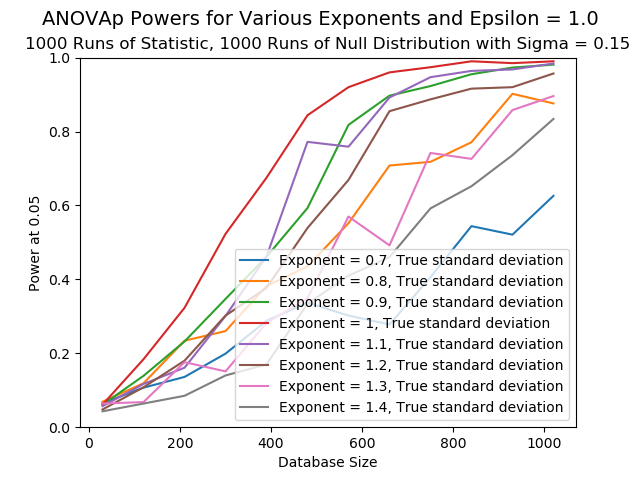 ANOVAp Powers for Various Exponents and Epsilon = 1.0
1000 Runs of Statistic, 1000 Runs of Null Distribution with Sigma = 0.15
1.0
0.8
0.6
0.4
0.2
0.0
Power at 0.05
Exponent = 0.7, True standard deviation
Exponent = 0.8, True standard deviation
Exponent = 0.9, True standard deviation
Exponent = 1, True standard deviation
Exponent = 1.1, True standard deviation
Exponent = 1.2, True standard deviation
Exponent = 1.3, True standard deviation
Exponent = 1.4, True standard deviation
0 200 400 600 800 1000
Database Size